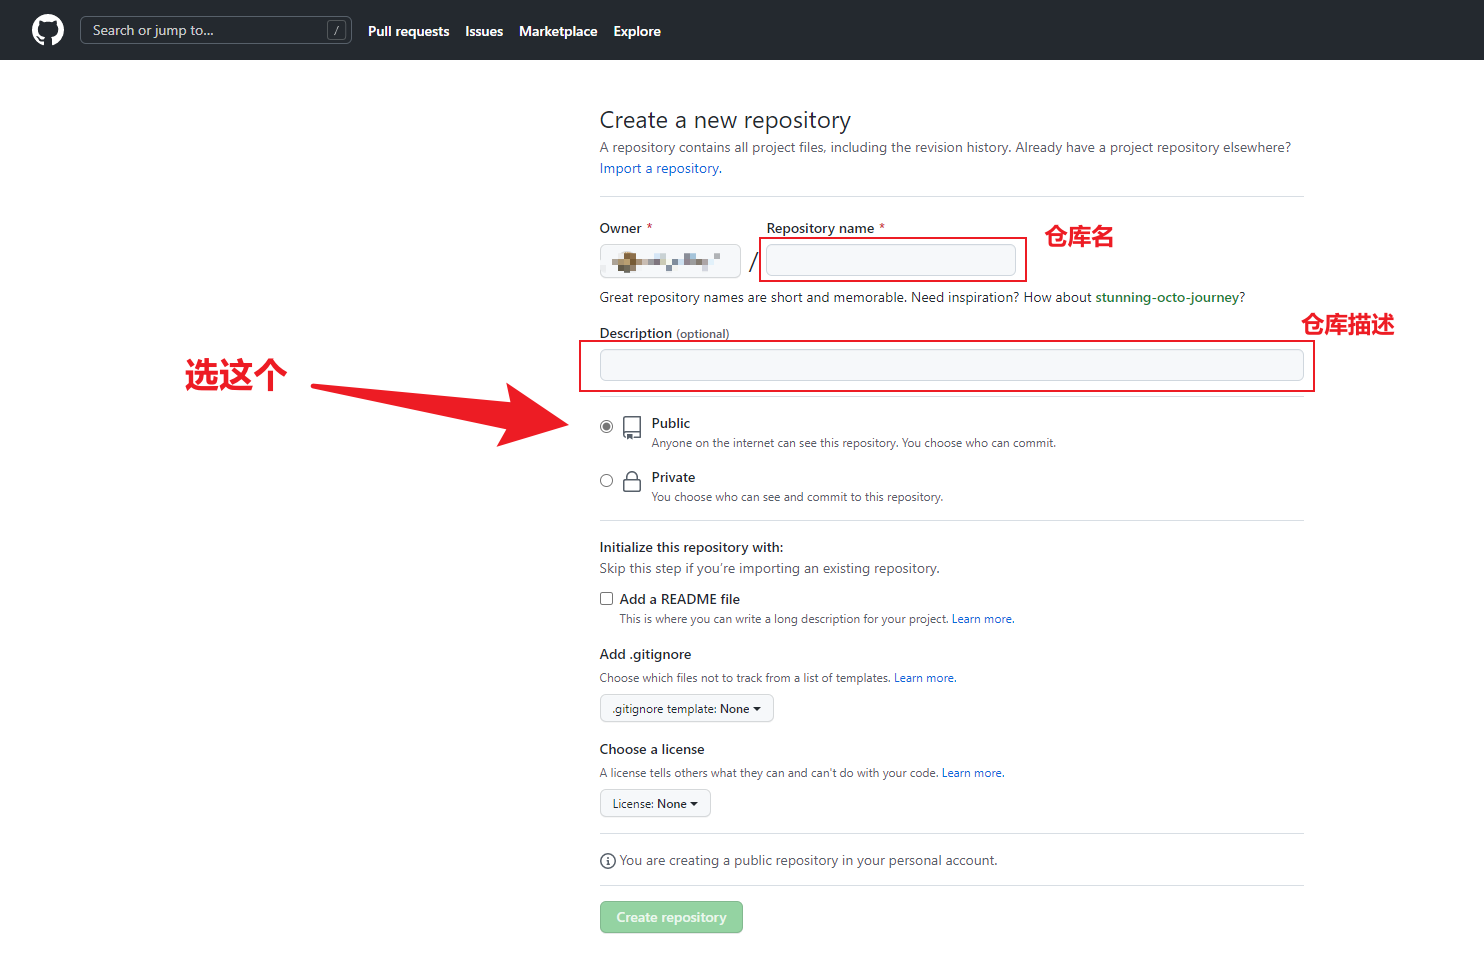 Search or jump to... /
Pull requests Issues Marketplace Explore
Create a new repository
A repository contains all project files, including the revision history. Already have a project repository elsewhere?
Import a repository.
Owner * Repository name *
仓库名
/
Great repository names are short and memorable. Need inspiration? How about stunning-octo-journey?
仓库描述
Description (optional)
选这个
Public
Anyone on the internet can see this repository. You choose who can commit.
Private
You choose who can see and commit to this repository.
Initialize this repository with:
Skip this step if you’re importing an existing repository.
Add a README file
This is where you can write a long description for your project. Learn more.
Add .gitignore
Choose which files not to track from a list of templates. Learn more.
.gitignore template: None
Choose a license
A license tells others what they can and can't do with your code. Learn more.
License: None
You are creating a public repository in your personal account.
Create repository